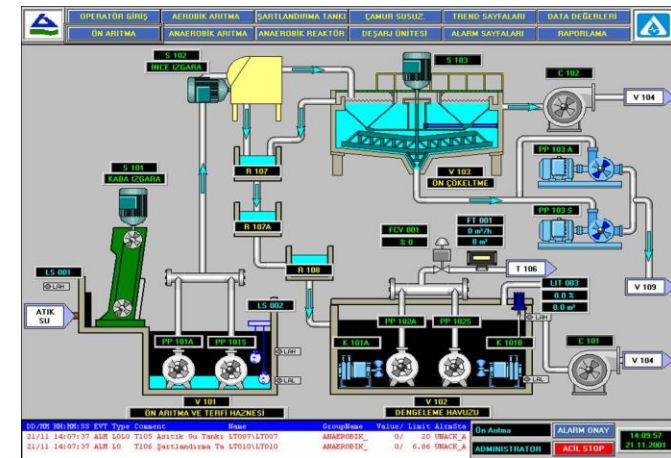 OPERATÖR GİRİŞ
AEROBİK ARITMA
ŞARTLANDIRMA TANKI
ÇAMUR SUSUZ.
TREND SAYFALARI
DATA DEĞERLERİ
ÖN ARITMA
ANAEROBİK ARITMA
ANAEROBİK REAKTÖR
DEŞARJ ÜNİTESİ
ALARM SAYFALARI
RAPORLAMA
S 102
İNCE IZGARA
S 103
C 102
V 104
S 101
KABA IZGARA
R 107
V 103
ÖN ÇÖKELTME
PP 103 A
R 107A
PP 103 S
FCV 001
% 0
FT 001
0 m³/h
0 m³
LS 001
LAH
R 108
T 106
LIT 003
0.0 %
0.0 m³
V 109
ATIK
SU
LS 002
PP 101A
PP 101S
LAH
LAL
K 101A
PP 102A
PP 102S
K 101B
LAH
LAL
C 101
V 104
V 101
ÖN ARITMA VE TERFİ HAZNESİ
V 102
DENGELEME HAVUZU
DD/MM HH:MM:SS EVT Type Comment Name GroupName Value/ Limit AlrmSta
21/11 14:07:37 ALM LOLO T105 Asitik Su Tankı LT007\LT007 ANAEROBIK_ 0/ 20 UNACK_A
21/11 14:07:37 ALM LO T106 Şartlandırma Ta LT010\LT010 ANAEROBIK_ 0/ 6.86 UNACK_A
Ön Arıtma
ALARM ONAY
ADMINISTRATOR
ACİL STOP
14:09:57
21.11.2001